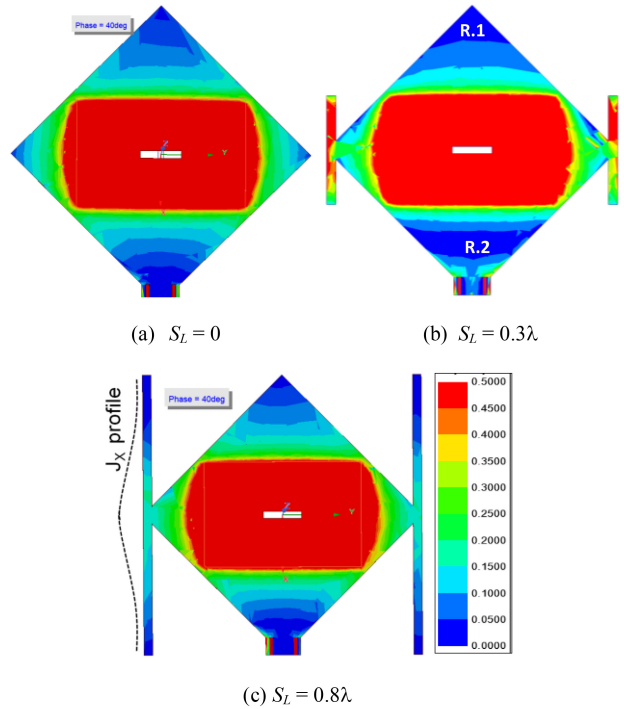 Phase = 40deg
Z
Y
X
R.1
R.2
(a) S_L = 0
(b) S_L = 0.3λ
J_X profile
Phase = 40deg
Z
Y
X
0.5000
0.4500
0.4000
0.3500
0.3000
0.2500
0.2000
0.1500
0.1000
0.0500
0.0000
(c) S_L = 0.8λ